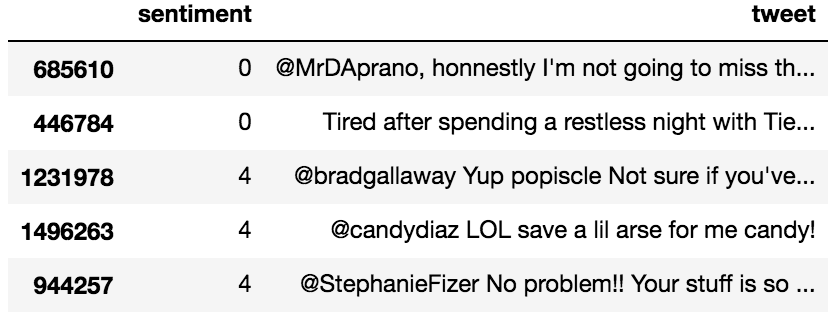 sentiment tweet
685610 0 @MrDAprano, honnestly I'm not going to miss th...
446784 0 Tired after spending a restless night with Tie...
1231978 4 @bradgallaway Yup popiscle Not sure if you've...
1496263 4 @candydiaz LOL save a lil arse for me candy!
944257 4 @StephanieFizer No problem!! Your stuff is so ...